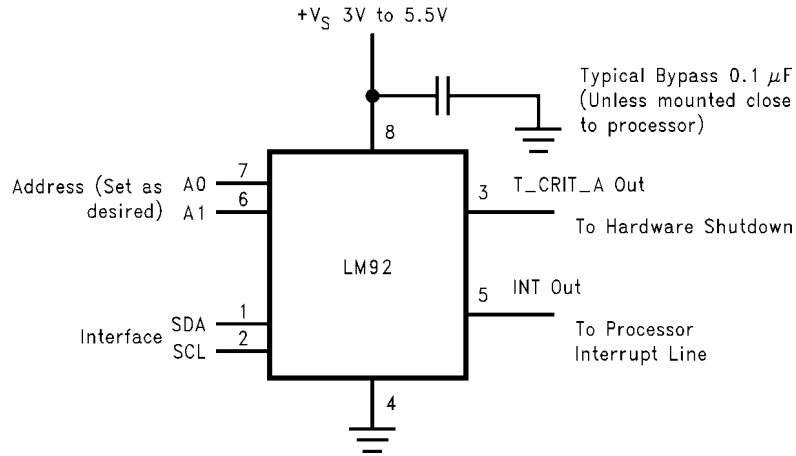 +VS 3V to 5.5V
Typical Bypass 0.1 μF
(Unless mounted close
to processor)
8
Address (Set as
desired)
A0
7
A1
6
3
T_CRIT_A Out
To Hardware Shutdown
LM92
5
INT Out
To Processor
Interrupt Line
Interface
SDA
1
SCL
2
4